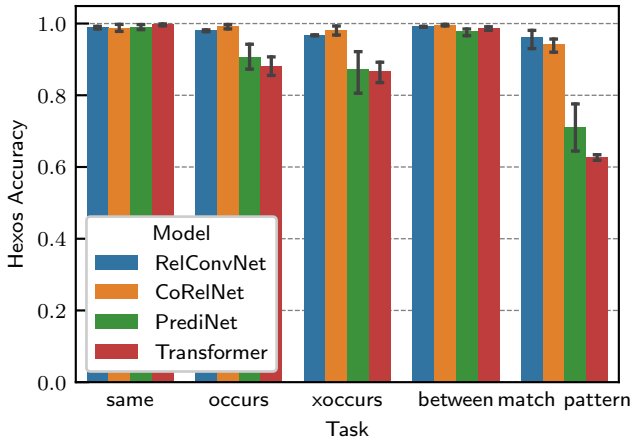 Hexos Accuracy
1.0
0.8
0.6
0.4
0.2
0.0
Model
RelConvNet
CoRelNet
PrediNet
Transformer
same occurs xoccurs between match pattern
Task